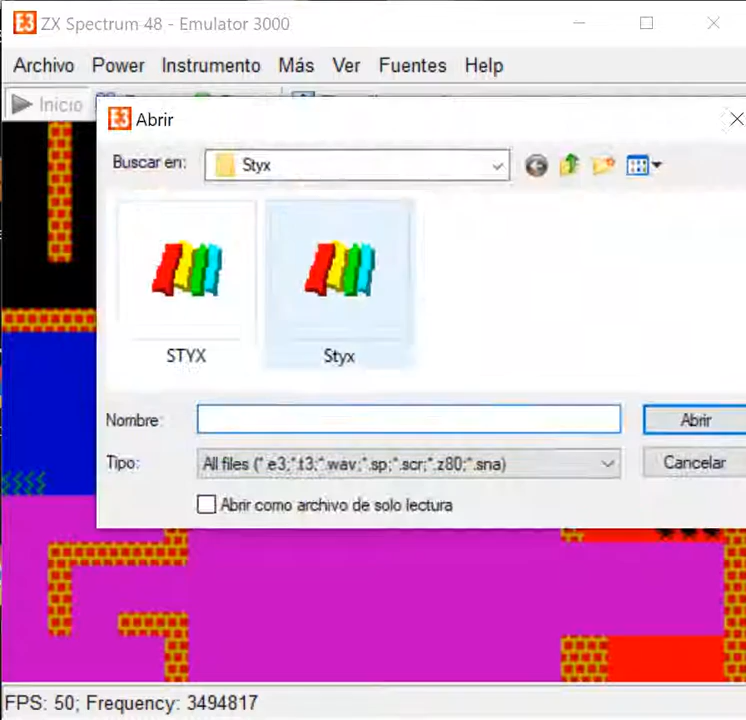 E3 ZX Spectrum 48 - Emulator 3000
Archivo Power Instrumento Más Ver Fuentes Help
Inicio
E3 Abrir
Buscar en: Styx
STYX Styx
Nombre: Abrir
Tipo: All files (*.e3;*.t3;*.wav;*.sp;*.scr;*.z80;*.sna) Cancelar
Abrir como archivo de solo lectura
FPS: 50; Frequency: 3494817